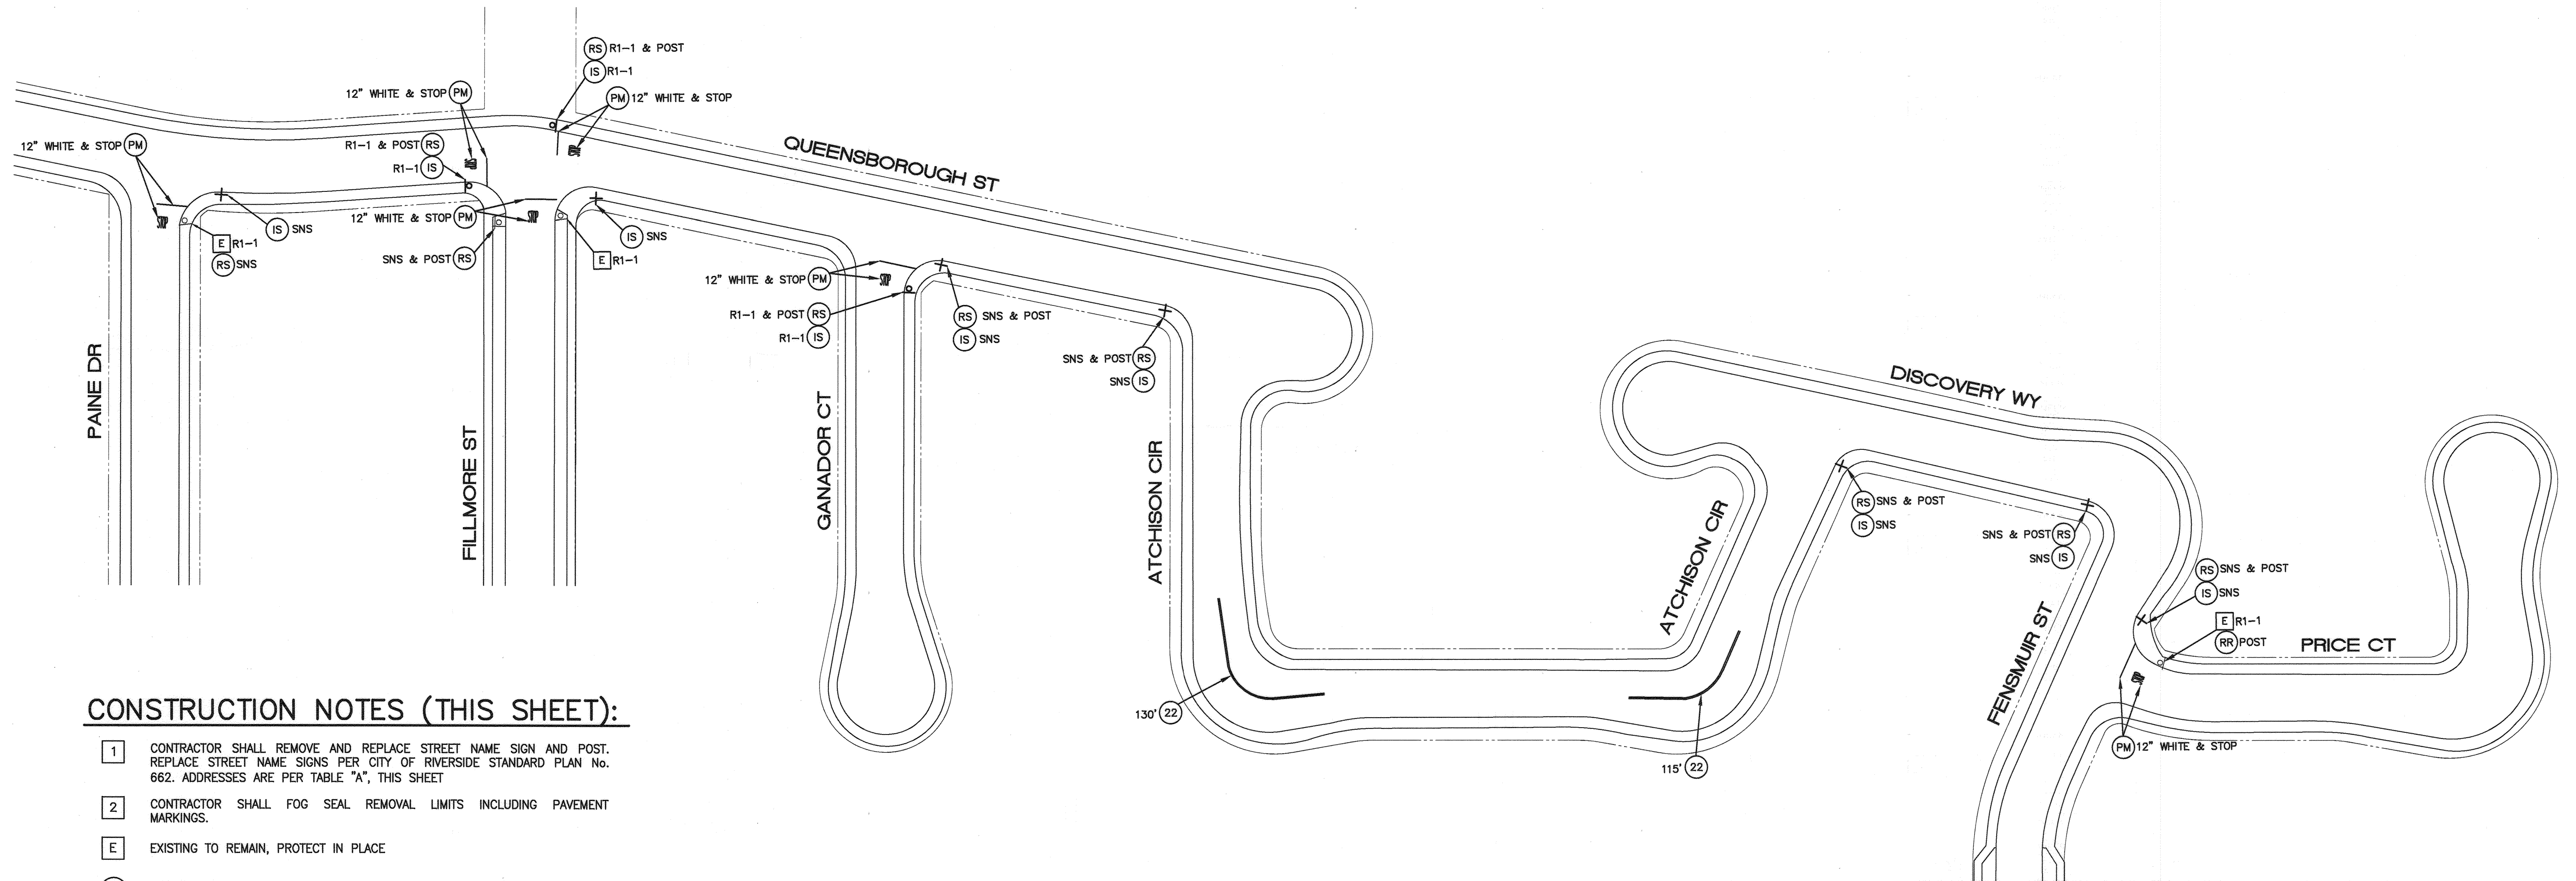 RS R1-1 & POST
IS R1-1
12" WHITE & STOP PM
PM 12" WHITE & STOP
12" WHITE & STOP PM
R1-1 & POST RS
R1-1 IS
STOP
STOP
QUEENSBOROUGH ST
STOP
12" WHITE & STOP PM
STOP
IS SNS
E R1-1
RS SNS
SNS & POST RS
IS SNS
E R1-1
12" WHITE & STOP PM
STOP
R1-1 & POST RS
R1-1 IS
RS SNS & POST
IS SNS
SNS & POST RS
SNS IS
PAINE DR
FILLMORE ST
GANADOR CT
ATCHISON CIR
DISCOVERY WY
ATCHISON CIR
RS SNS & POST
IS SNS
SNS & POST RS
SNS IS
RS SNS & POST
IS SNS
E R1-1
RR POST
FENSMUIR ST
PRICE CT
STOP
PM 12" WHITE & STOP
130' 22
115' 22
CONSTRUCTION NOTES (THIS SHEET):
1 CONTRACTOR SHALL REMOVE AND REPLACE STREET NAME SIGN AND POST.
REPLACE STREET NAME SIGNS PER CITY OF RIVERSIDE STANDARD PLAN No.
662. ADDRESSES ARE PER TABLE "A", THIS SHEET
2 CONTRACTOR SHALL FOG SEAL REMOVAL LIMITS INCLUDING PAVEMENT
MARKINGS.
E EXISTING TO REMAIN, PROTECT IN PLACE